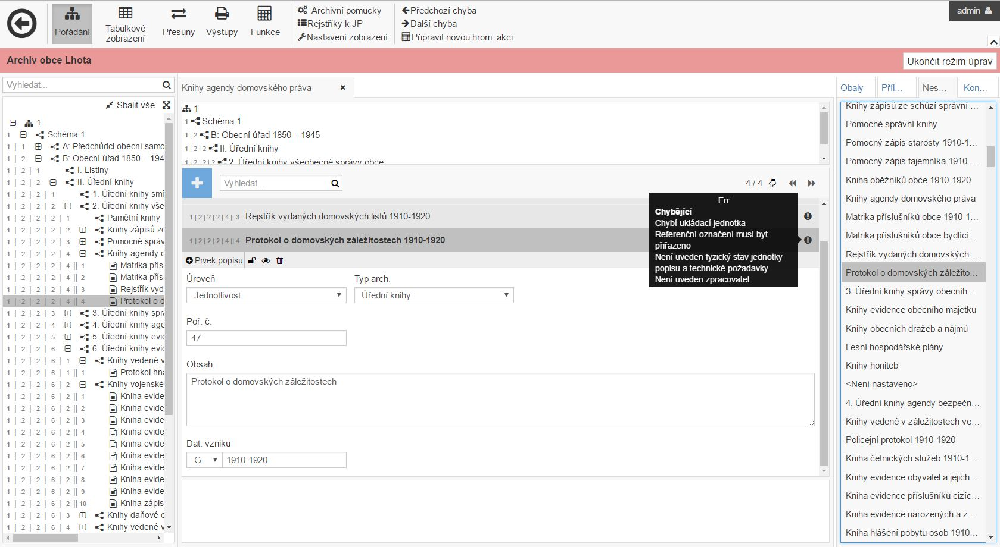 Pořádání
Tabulkové
zobrazení
Přesuny
Výstupy
Funkce
Archivní pomůcky
Rejstříky k JP
Nastavení zobrazení
Předchozí chyba
Další chyba
Připravit novou hrom. akci
admin
Archiv obce Lhota
Ukončit režim úprav
Vyhledat...
Sbalit vše
1
1 Schéma 1
1 | 1 A: Předchůdci obecní samo
1 | 2 B: Obecní úřad 1850 – 194
1 | 2 | 1 I. Listiny
1 | 2 | 2 II. Úřední knihy
1 | 2 | 2 | 1 1. Úřední knihy smí
1 | 2 | 2 | 2 2. Úřední knihy vše
1 | 2 | 2 | 2 | 1 Pamětní knihy
1 | 2 | 2 | 2 | 2 Knihy zápisů ze
1 | 2 | 2 | 2 | 3 Pomocné správ
1 | 2 | 2 | 2 | 4 Knihy agendy d
1 | 2 | 2 | 2 | 4 || 1 Matrika přís
1 | 2 | 2 | 2 | 4 || 2 Matrika přís
1 | 2 | 2 | 2 | 4 || 3 Rejstřík vyd
1 | 2 | 2 | 2 | 4 || 4 Protokol o d
1 | 2 | 2 | 3 3. Úřední knihy spr
1 | 2 | 2 | 4 4. Úřední knihy age
1 | 2 | 2 | 5 5. Úřední knihy evi
1 | 2 | 2 | 6 6. Úřední knihy evi
1 | 2 | 2 | 6 | 1 Knihy vedené v
1 | 2 | 2 | 6 | 1 || 1 Protokol hna
1 | 2 | 2 | 6 | 2 Knihy vojenské
1 | 2 | 2 | 6 | 2 || 1 Kniha evide
1 | 2 | 2 | 6 | 2 || 2 Kniha evide
1 | 2 | 2 | 6 | 2 || 3 Kniha evide
1 | 2 | 2 | 6 | 2 || 4 Kniha evide
1 | 2 | 2 | 6 | 2 || 5 Kniha evide
1 | 2 | 2 | 6 | 2 || 6 Kniha evide
1 | 2 | 2 | 6 | 2 || 7 Kniha evide
1 | 2 | 2 | 6 | 2 || 8 Kniha evide
1 | 2 | 2 | 6 | 2 || 9 Kniha evide
1 | 2 | 2 | 6 | 2 || 10 Kniha zápis
1 | 2 | 2 | 6 | 3 Knihy daňové e
1 | 2 | 2 | 6 | 4 Knihy vedené v
Knihy agendy domovského práva
1
1 Schéma 1
1 | 2 B: Obecní úřad 1850 – 1945
1 | 2 | 2 II. Úřední knihy
1 | 2 | 2 | 2 2. Úřední knihy všeobecné správy obce
Vyhledat...
4 / 4
1 | 2 | 2 | 2 | 4 || 3 Rejstřík vydaných domovských listů 1910-1920
1 | 2 | 2 | 2 | 4 || 4 Protokol o domovských záležitostech 1910-1920
Err
Chybějící
Chybí ukládací jednotka
Referenční označení musí být
přiřazeno
Není uveden fyzický stav jednotky
popisu a technické požadavky
Není uveden zpracovatel
Prvek popisu
Úroveň
Typ arch.
Jednotlivost
Úřední knihy
Poř. č.
47
Obsah
Protokol o domovských záležitostech
Dat. vzniku
G
1910-1920
Obaly
Příl...
Nes...
Kon...
Knihy zápisů ze schůzí správní ...
Pomocné správní knihy
Pomocný zápis starosty 1910-1...
Pomocný zápis tajemníka 1910-...
Kniha oběžníků obce 1910-1920
Knihy agendy domovského práva
Matrika příslušníků obce 1910-1...
Matrika příslušníků obce bydlící...
Rejstřík vydaných domovských ...
Protokol o domovských záležito...
3. Úřední knihy správy obecníh...
Knihy evidence obecního majetku
Knihy obecních dražeb a nájmů
Lesní hospodářské plány
Knihy honiteb
<Není nastaveno>
4. Úřední knihy agendy bezpečn...
Knihy vedené v záležitostech ve...
Policejní protokol 1910-1920
Kniha četnických služeb 1910-1...
Knihy evidence obyvatel a jejich...
Kniha evidence příslušníků cizíc...
Kniha evidence narozených a z...
Kniha hlášení pobytu osob 1910...